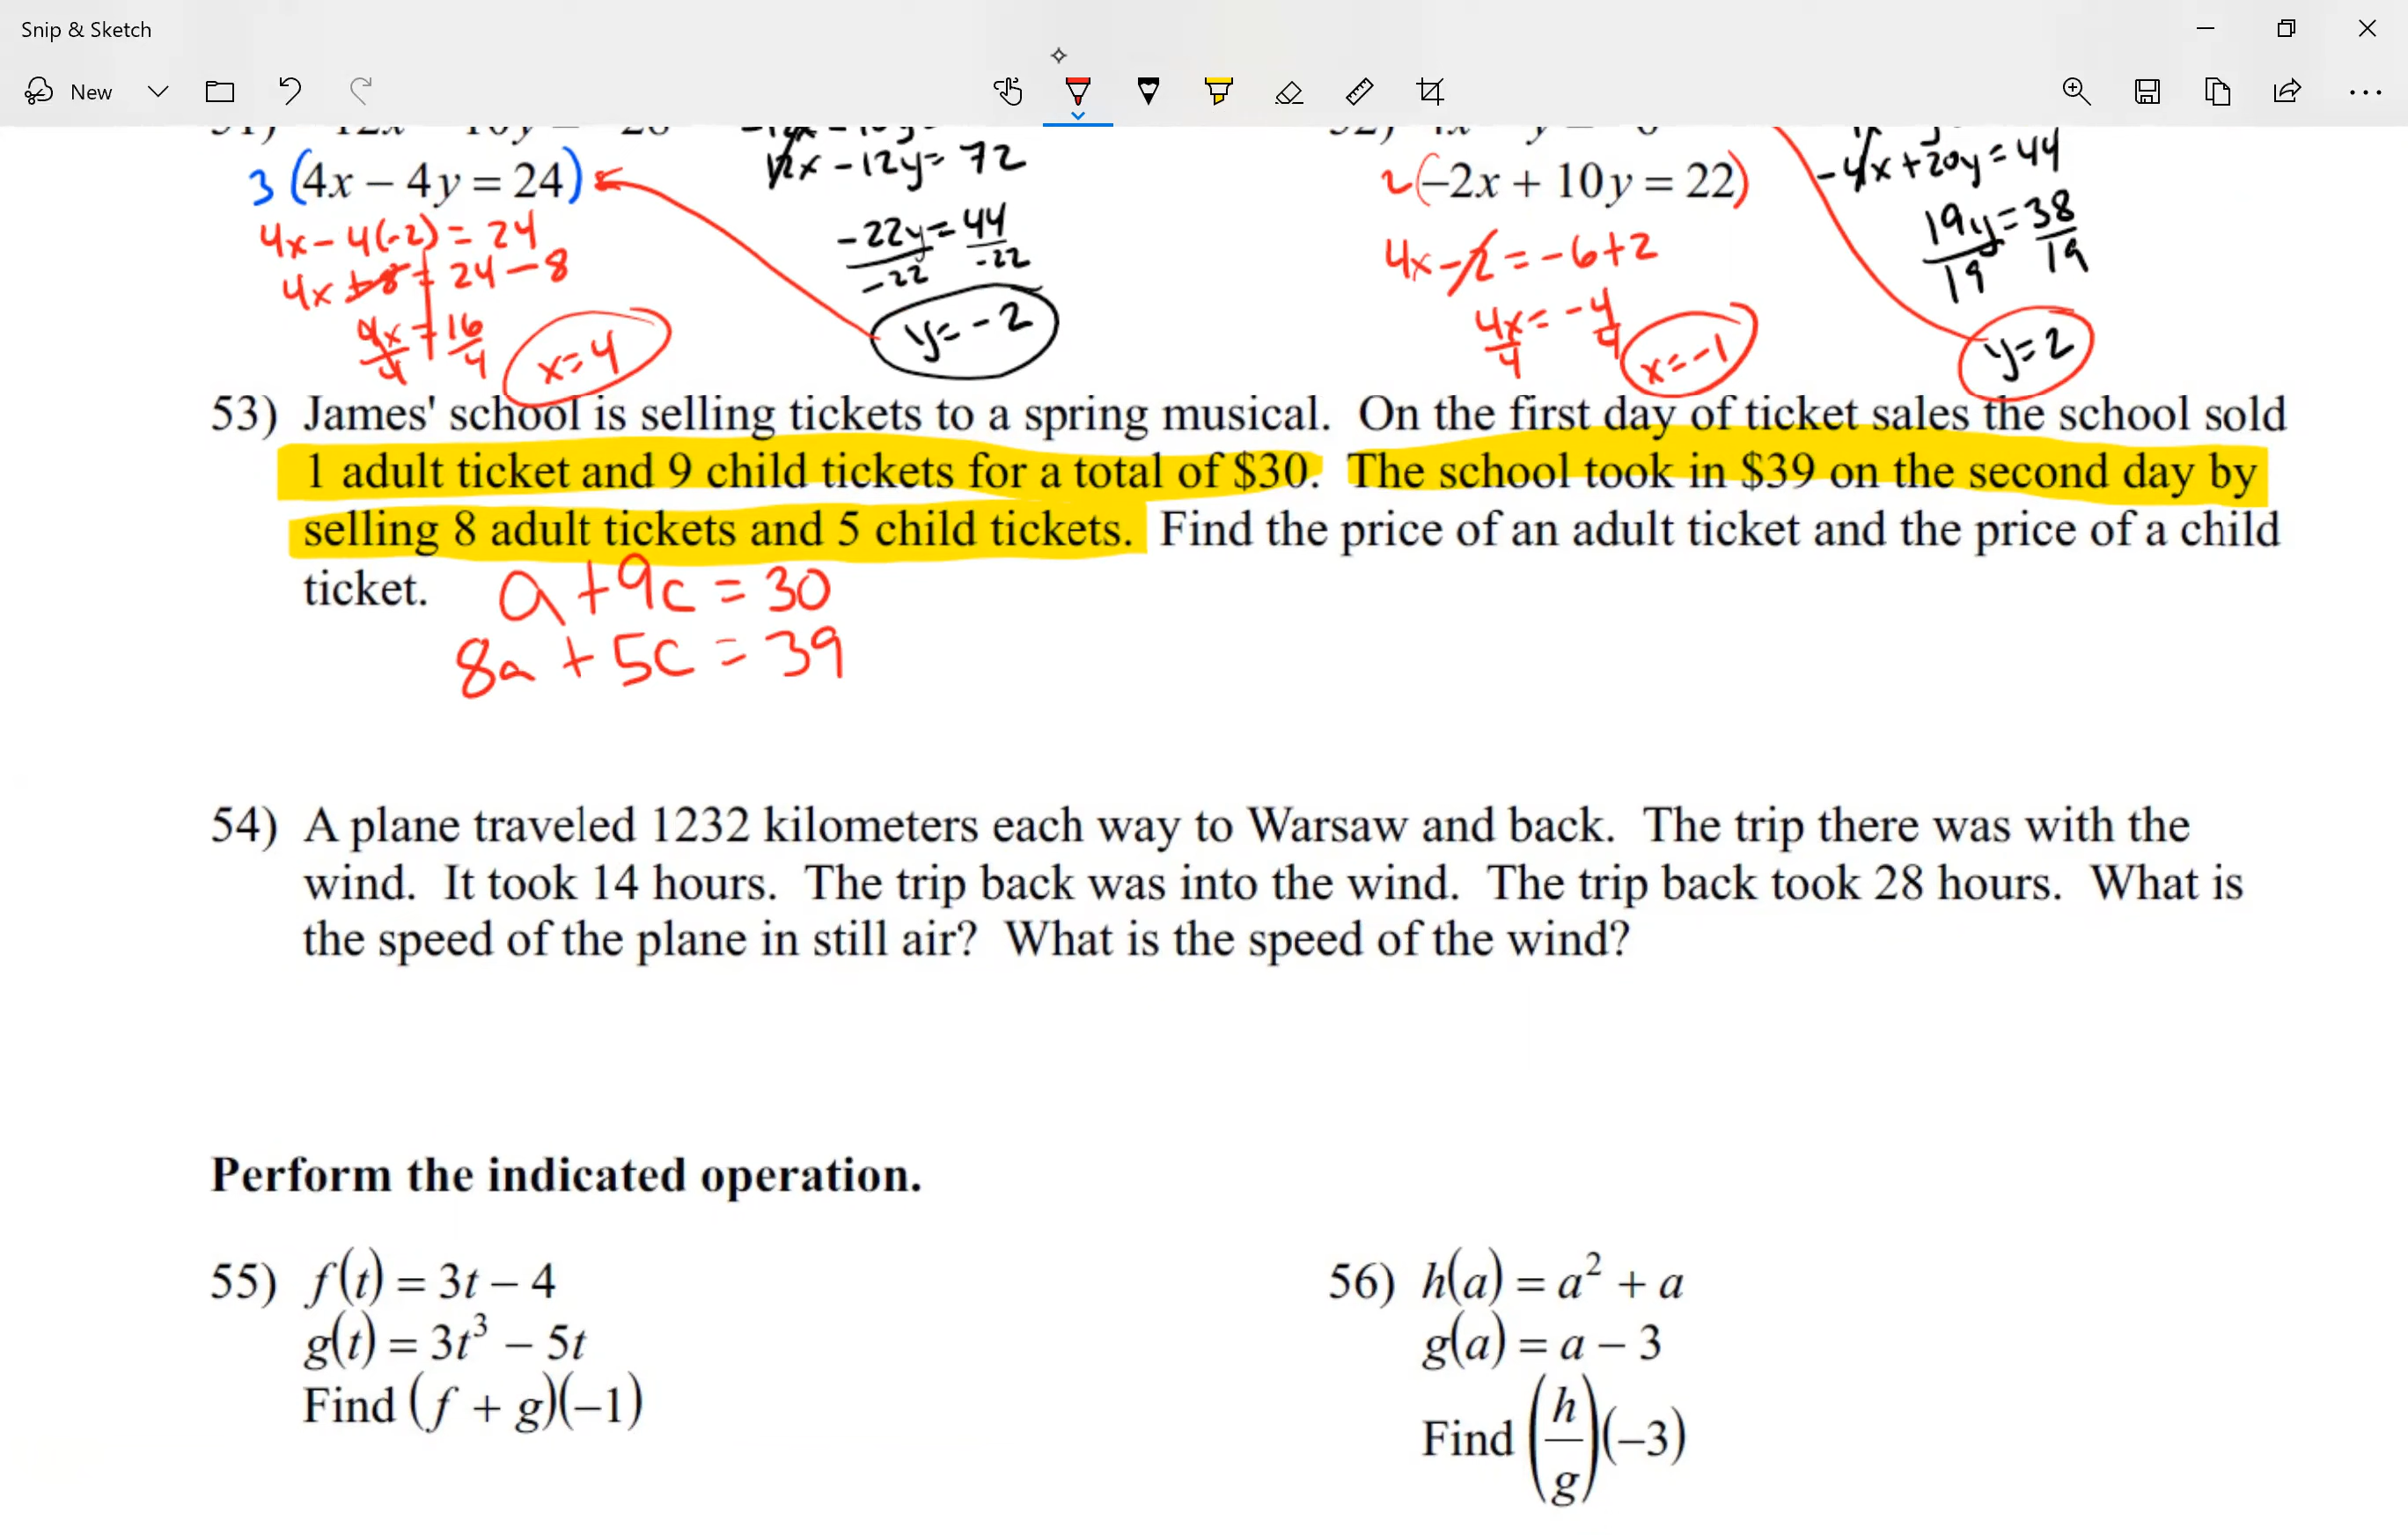 Snip & Sketch
New
3 (4x – 4y = 24)
4x – 4(-2) = 24
4x +8 = 24 – 8
4x = 16
4 4
x = 4
12x – 12y = 72
-22y = 44
-22 -22
y = -2
2(–2x + 10y = 22)
4x – 2 = -6 + 2
4x = -4
4 4
x = -1
-4x + 20y = 44
19y = 38
19 19
y = 2
53) James' school is selling tickets to a spring musical. On the first day of ticket sales the school sold
1 adult ticket and 9 child tickets for a total of $30. The school took in $39 on the second day by
selling 8 adult tickets and 5 child tickets. Find the price of an adult ticket and the price of a child
ticket.
a + 9c = 30
8a + 5c = 39
54) A plane traveled 1232 kilometers each way to Warsaw and back. The trip there was with the
wind. It took 14 hours. The trip back was into the wind. The trip back took 28 hours. What is
the speed of the plane in still air? What is the speed of the wind?
Perform the indicated operation.
55) f(t) = 3t – 4
g(t) = 3t³ – 5t
Find (f + g)(–1)
56) h(a) = a² + a
g(a) = a – 3
Find (h/g)(–3)